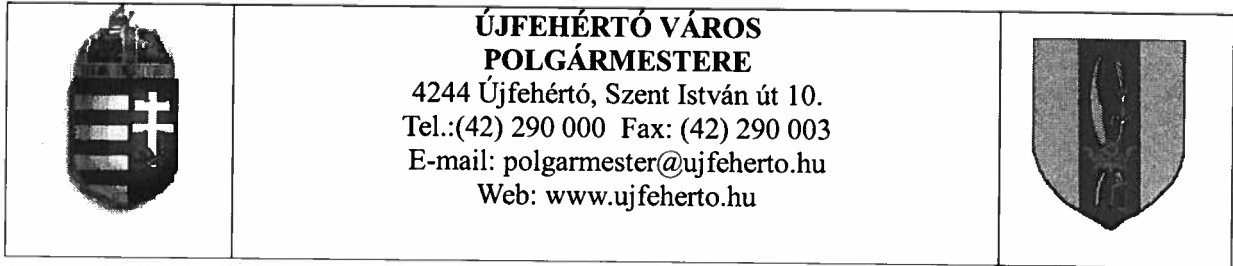 ÚJFEHÉRTÓ VÁROS
POLGÁRMESTERE
4244 Újfehértó, Szent István út 10.
Tel.:(42) 290 000 Fax: (42) 290 003
E-mail: polgarmester@ujfeherto.hu
Web: www.ujfeherto.hu